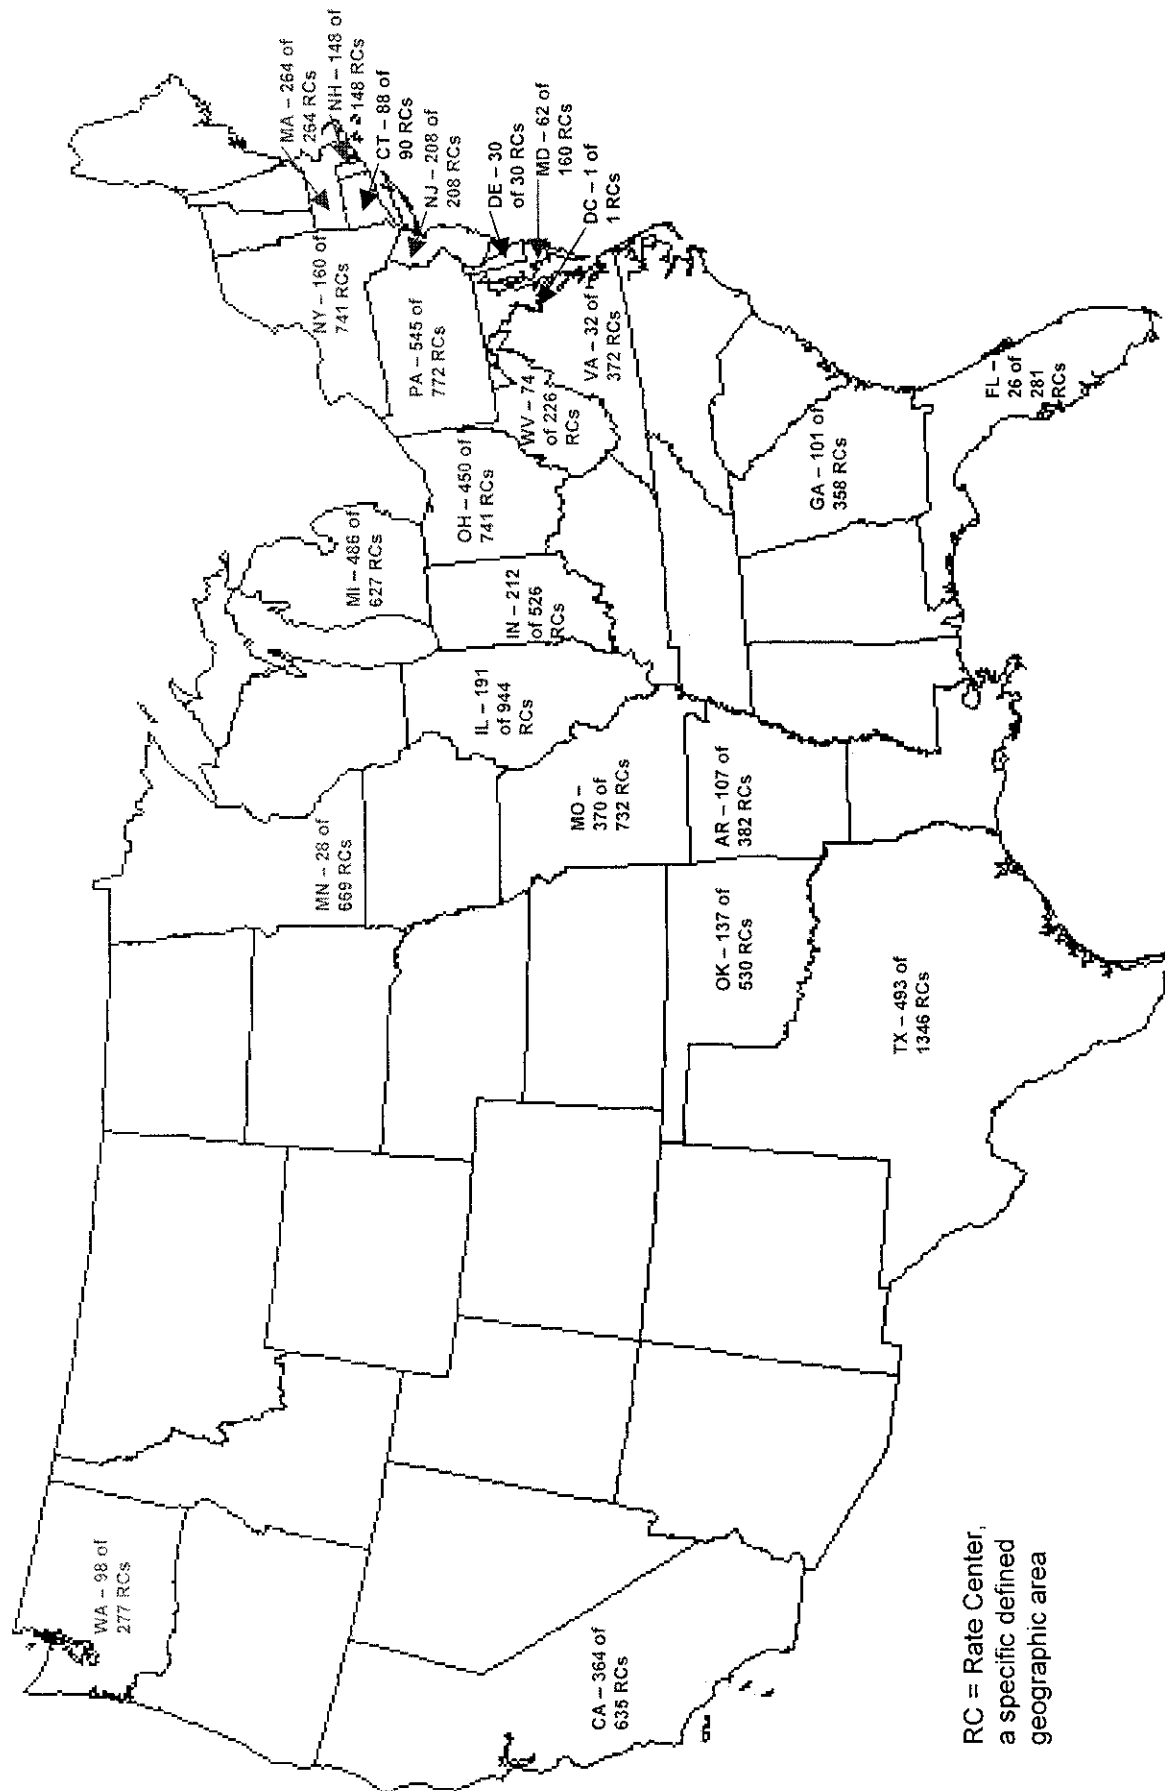 WA – 98 of
277 RCs
CA – 364 of
635 RCs
MN – 28 of
669 RCs
MO –
370 of
732 RCs
OK – 137 of
530 RCs
AR – 107 of
382 RCs
TX – 493 of
1346 RCs
IL – 191
of 944
RCs
MI – 486 of
627 RCs
IN – 212
of 526
RCs
OH – 450 of
741 RCs
WV – 74
of 226
RCs
PA – 545 of
772 RCs
NY – 160 of
741 RCs
MA – 264 of
264 RCs
NH – 148 of
148 RCs
CT – 88 of
90 RCs
NJ – 208 of
208 RCs
DE – 30
of 30 RCs
MD – 62 of
160 RCs
DC – 1 of
1 RCs
VA – 32 of
372 RCs
GA – 101 of
358 RCs
FL –
26 of
281
RCs
RC = Rate Center,
a specific defined
geographic area